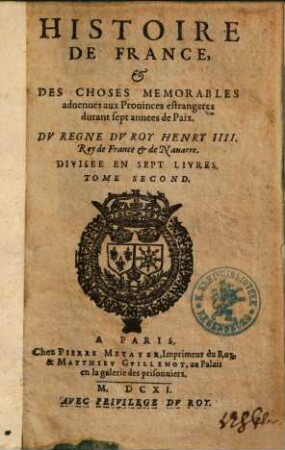 HISTOIRE
DE FRANCE,
&
DES CHOSES MEMORABLES
aduenues aux Prouinces estrangeres
durant sept annees de Paix.
DV REGNE DV ROY HENRY IIII.
Roy de France & de Nauarre.
DIVISEE EN SEPT LIVRES.
TOME SECOND.
A PARIS,
Chez PIERRE METAYER, Imprimeur du Roy,
& MATTHIEV GVILLEMOT, au Palais
en la galerie des prisonniers.
M. DCXI.
AVEC PRIVILEGE DV ROY.